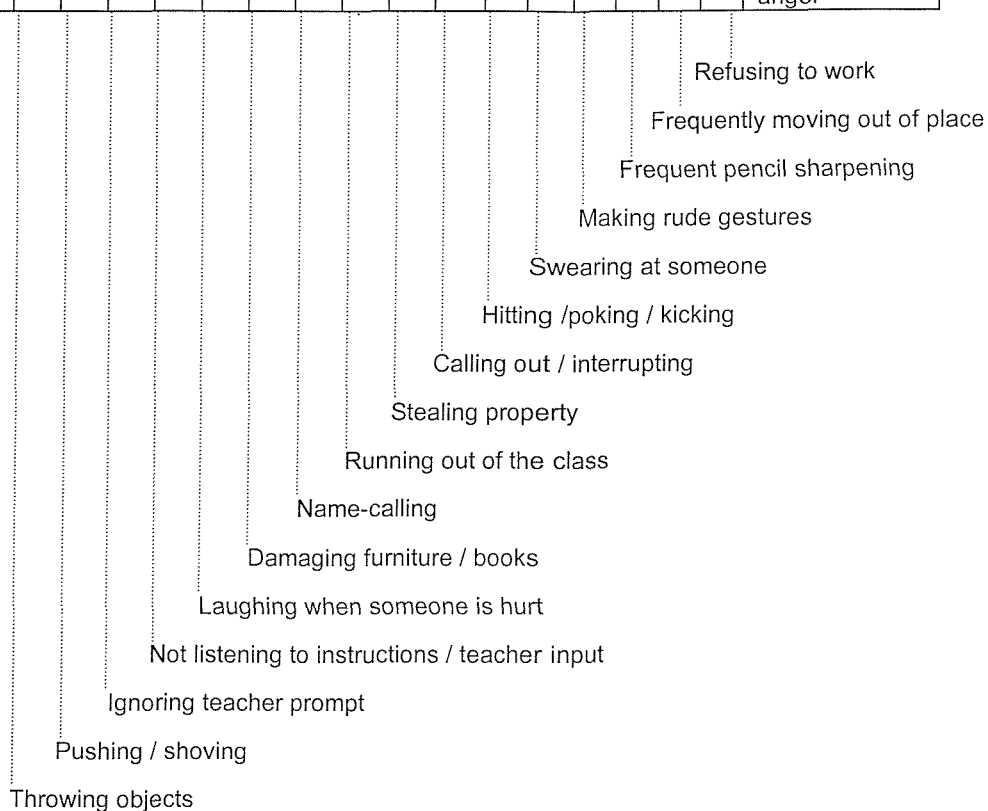 Refusing to work
Frequently moving out of place
Frequent pencil sharpening
Making rude gestures
Swearing at someone
Hitting /poking / kicking
Calling out / interrupting
Stealing property
Running out of the class
Name-calling
Damaging furniture / books
Laughing when someone is hurt
Not listening to instructions / teacher input
Ignoring teacher prompt
Pushing / shoving
Throwing objects